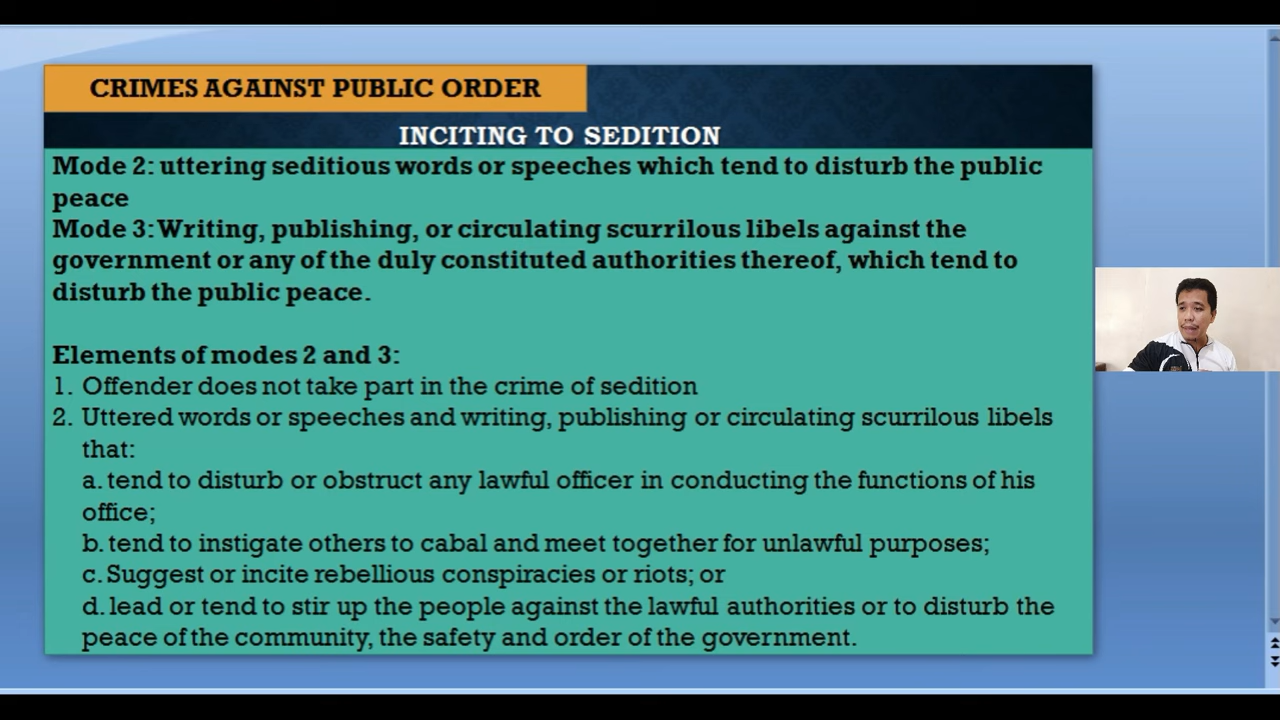 CRIMES AGAINST PUBLIC ORDER
INCITING TO SEDITION
Mode 2: uttering seditious words or speeches which tend to disturb the public
peace
Mode 3: Writing, publishing, or circulating scurrilous libels against the
government or any of the duly constituted authorities thereof, which tend to
disturb the public peace.
Elements of modes 2 and 3:
1. Offender does not take part in the crime of sedition
2. Uttered words or speeches and writing, publishing or circulating scurrilous libels
that:
a. tend to disturb or obstruct any lawful officer in conducting the functions of his
office;
b. tend to instigate others to cabal and meet together for unlawful purposes;
c. Suggest or incite rebellious conspiracies or riots; or
d. lead or tend to stir up the people against the lawful authorities or to disturb the
peace of the community, the safety and order of the government.